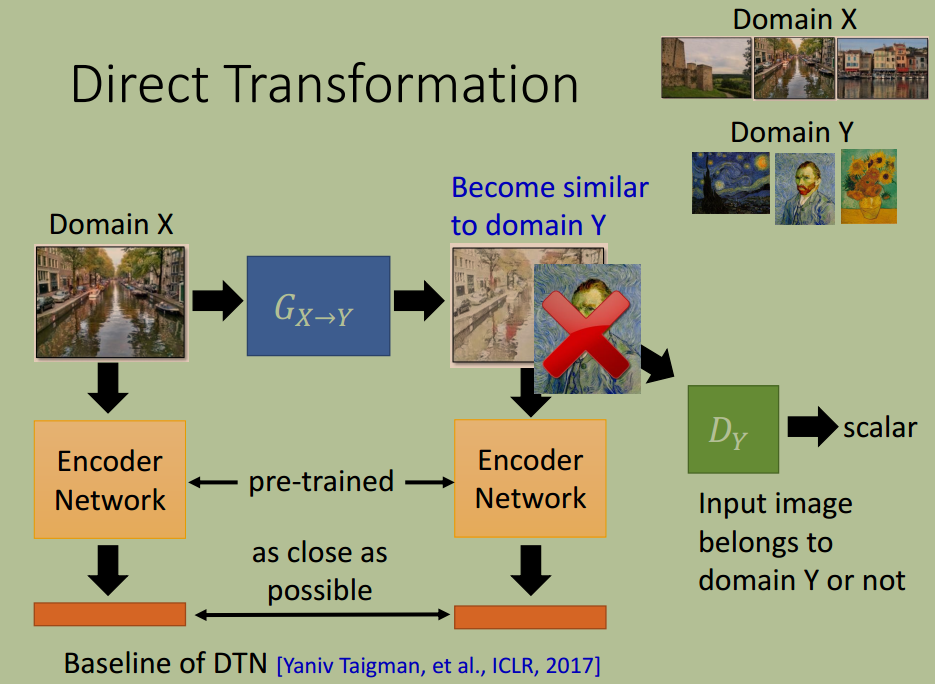 Direct Transformation
Domain X
Domain Y
Domain X
Become similar
to domain Y
G_{X→Y}
Encoder
Network
pre-trained
Encoder
Network
D_Y
scalar
Input image
belongs to
domain Y or not
as close as
possible
Baseline of DTN [Yaniv Taigman, et al., ICLR, 2017]